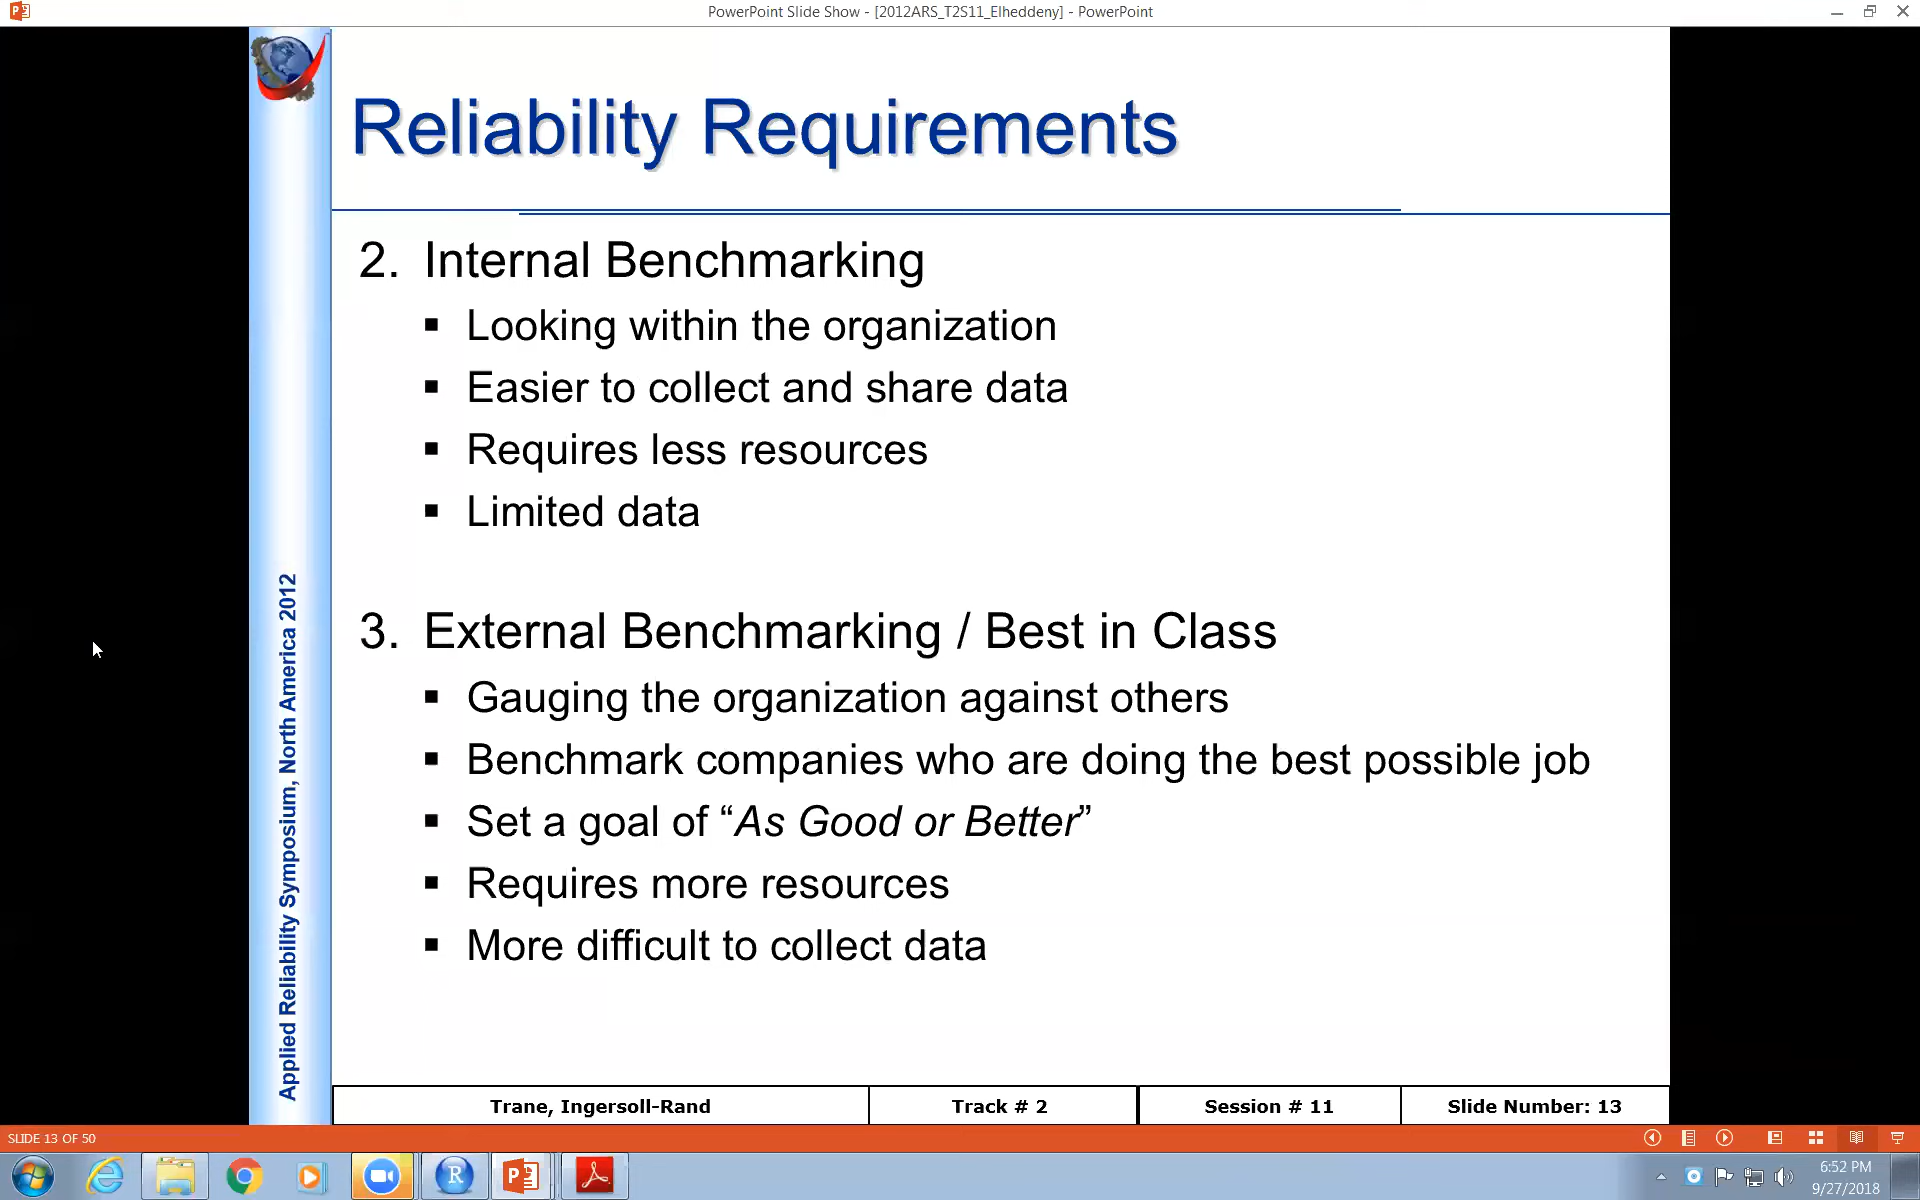 PowerPoint Slide Show - [2012ARS_T2S11_Elheddeny] - PowerPoint
Reliability Requirements
2. Internal Benchmarking
▪ Looking within the organization
▪ Easier to collect and share data
▪ Requires less resources
▪ Limited data
3. External Benchmarking / Best in Class
▪ Gauging the organization against others
▪ Benchmark companies who are doing the best possible job
▪ Set a goal of “As Good or Better”
▪ Requires more resources
▪ More difficult to collect data
Applied Reliability Symposium, North America 2012
Trane, Ingersoll-Rand
Track # 2
Session # 11
Slide Number: 13
SLIDE 13 OF 50
6:52 PM
9/27/2018